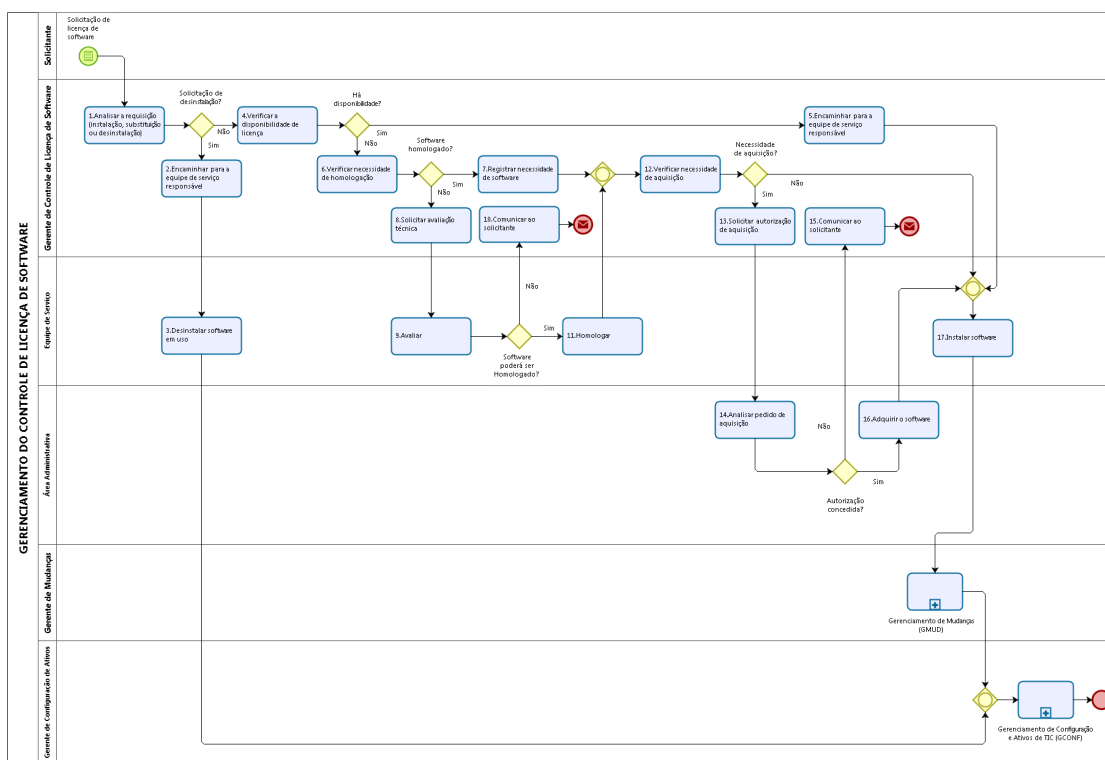 GERENCIAMENTO DO CONTROLE DE LICENÇA DE SOFTWARE
Solicitante
Solicitação de
licença de
software
Gerente de Controle de Licença de Software
1.Analisar a requisição
(instalação, substituição
ou desinstalação)
Solicitação de
desinstalação?
Não
Sim
2.Encaminhar para a
equipe de serviço
responsável
4.Verificar a
disponibilidade de
licença
Há
disponibilidade?
Sim
Não
5.Encaminhar para a
equipe de serviço
responsável
6.Verificar necessidade
de homologação
Software
homologado?
Sim
Não
7.Registrar necessidade
de software
8.Solicitar avaliação
técnica
10.Comunicar ao
solicitante
12.Verificar necessidade
de aquisição
Necessidade
de aquisição?
Não
Sim
13.Solicitar autorização
de aquisição
15.Comunicar ao
solicitante
Equipe de Serviço
3.Desinstalar software
em uso
9.Avaliar
Não
Sim
Software
poderá ser
Homologado?
11.Homologar
17.Instalar software
Área Administrativa
14.Analisar pedido de
aquisição
Não
16.Adquirir o software
Sim
Autorização
concedida?
Gerente de Mudanças
Gerenciamento de Mudanças
(GMUD)
Gerente de Configuração de Ativos
Gerenciamento de Configuração
e Ativos de TIC (GCONF)